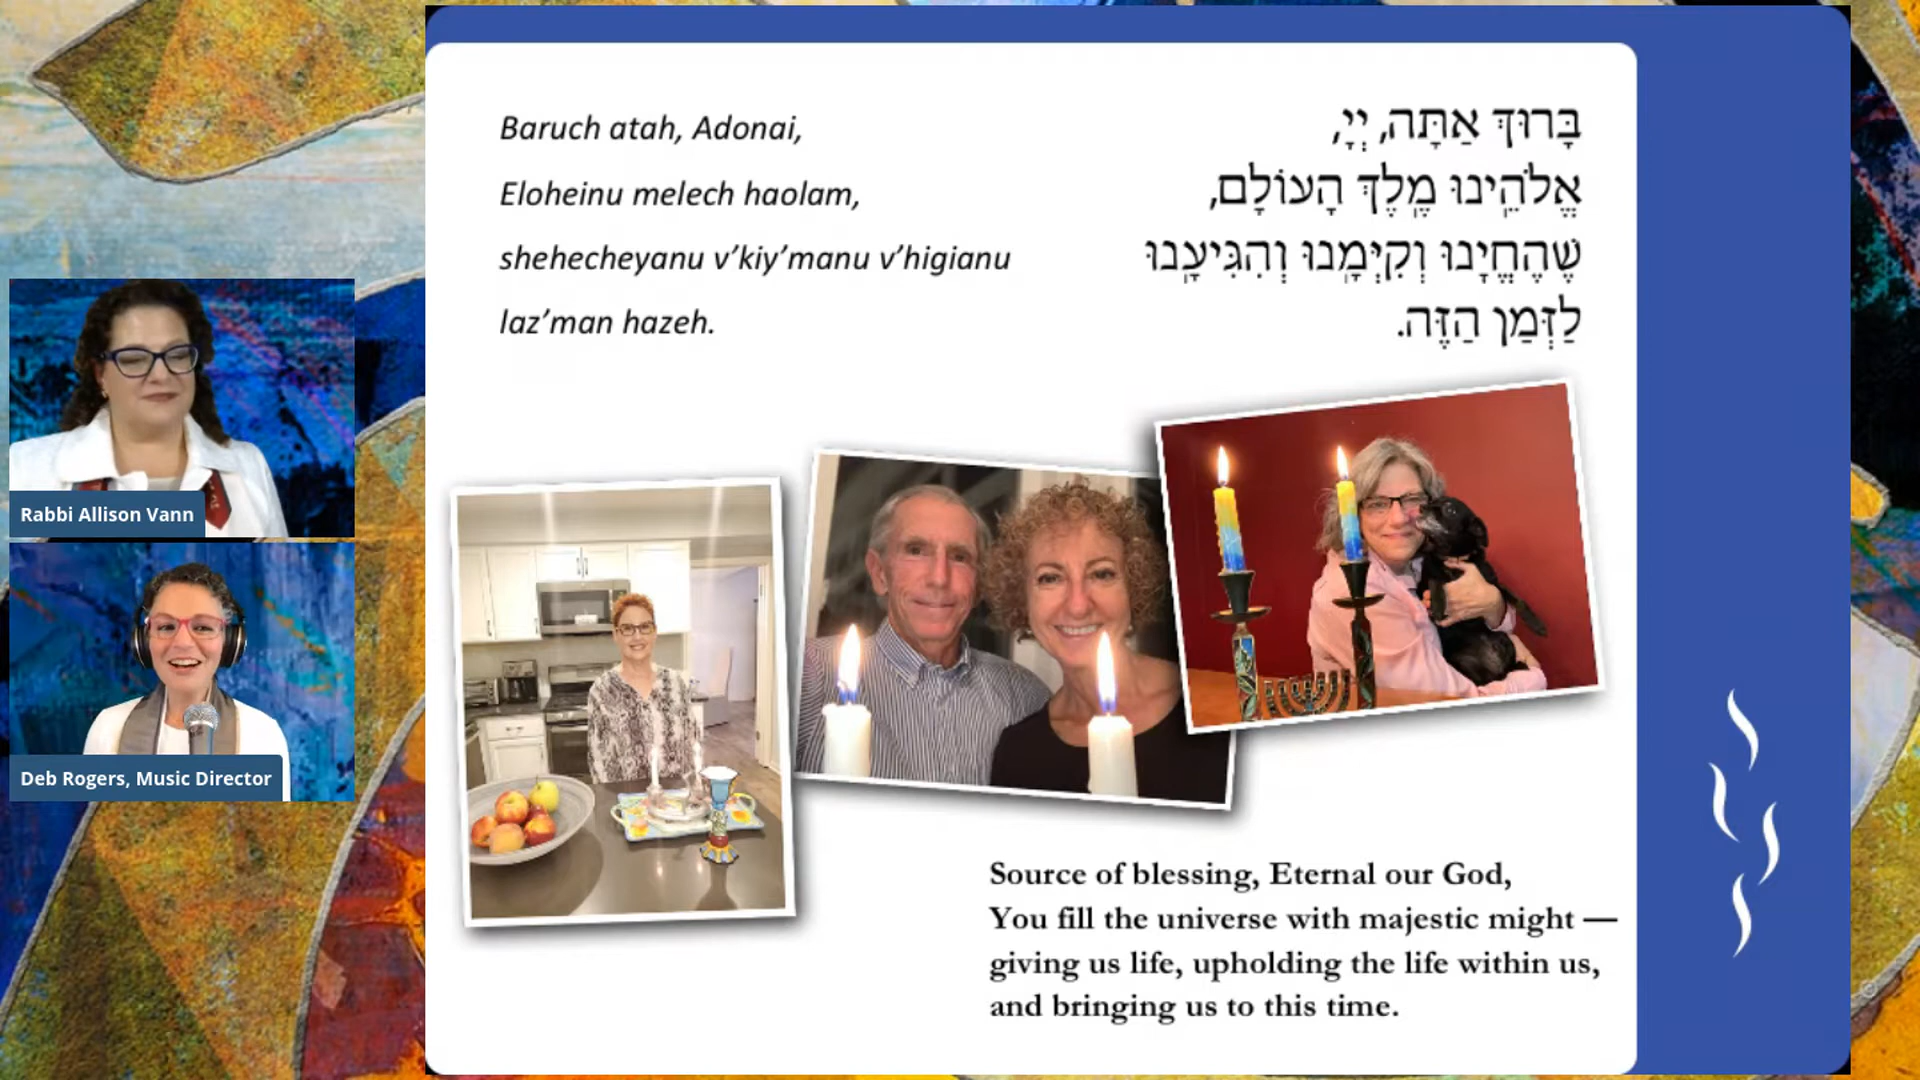 Baruch atah, Adonai,
Eloheinu melech haolam,
shehecheyanu v’kiy’manu v’higianu
laz’man hazeh.
בָּרוּךְ אַתָּה, יְיָ,
אֱלֹהֵֽינוּ מֶֽלֶךְ הָעוֹלָם,
שֶׁהֶחֱיָֽנוּ וְקִיְּמָֽנוּ וְהִגִּיעָֽנוּ
לַזְּמַן הַזֶּה.
Rabbi Allison Vann
Deb Rogers, Music Director
Source of blessing, Eternal our God,
You fill the universe with majestic might —
giving us life, upholding the life within us,
and bringing us to this time.